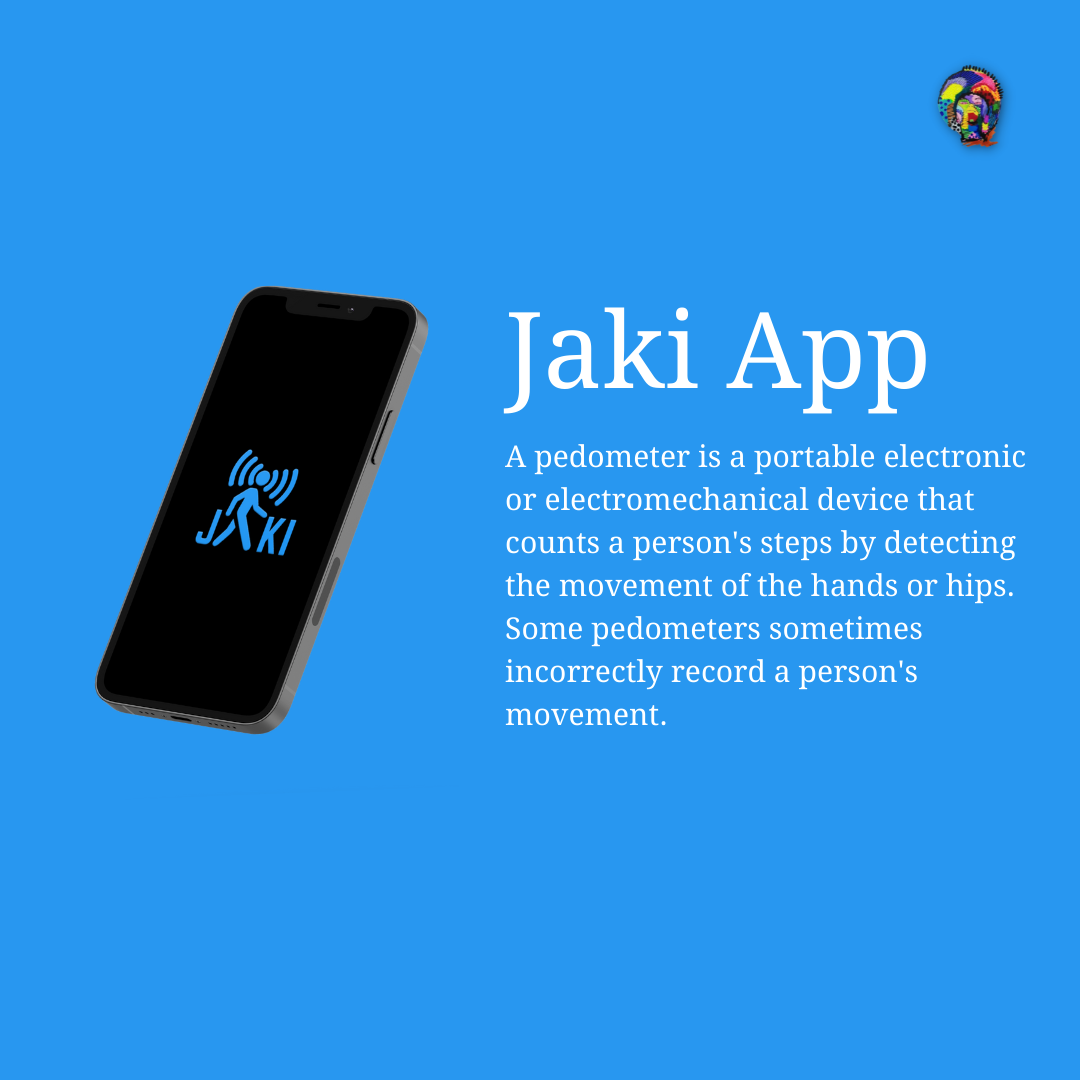 Jaki App
A pedometer is a portable electronic
or electromechanical device that
counts a person's steps by detecting
the movement of the hands or hips.
Some pedometers sometimes
incorrectly record a person's
movement.
JAKI